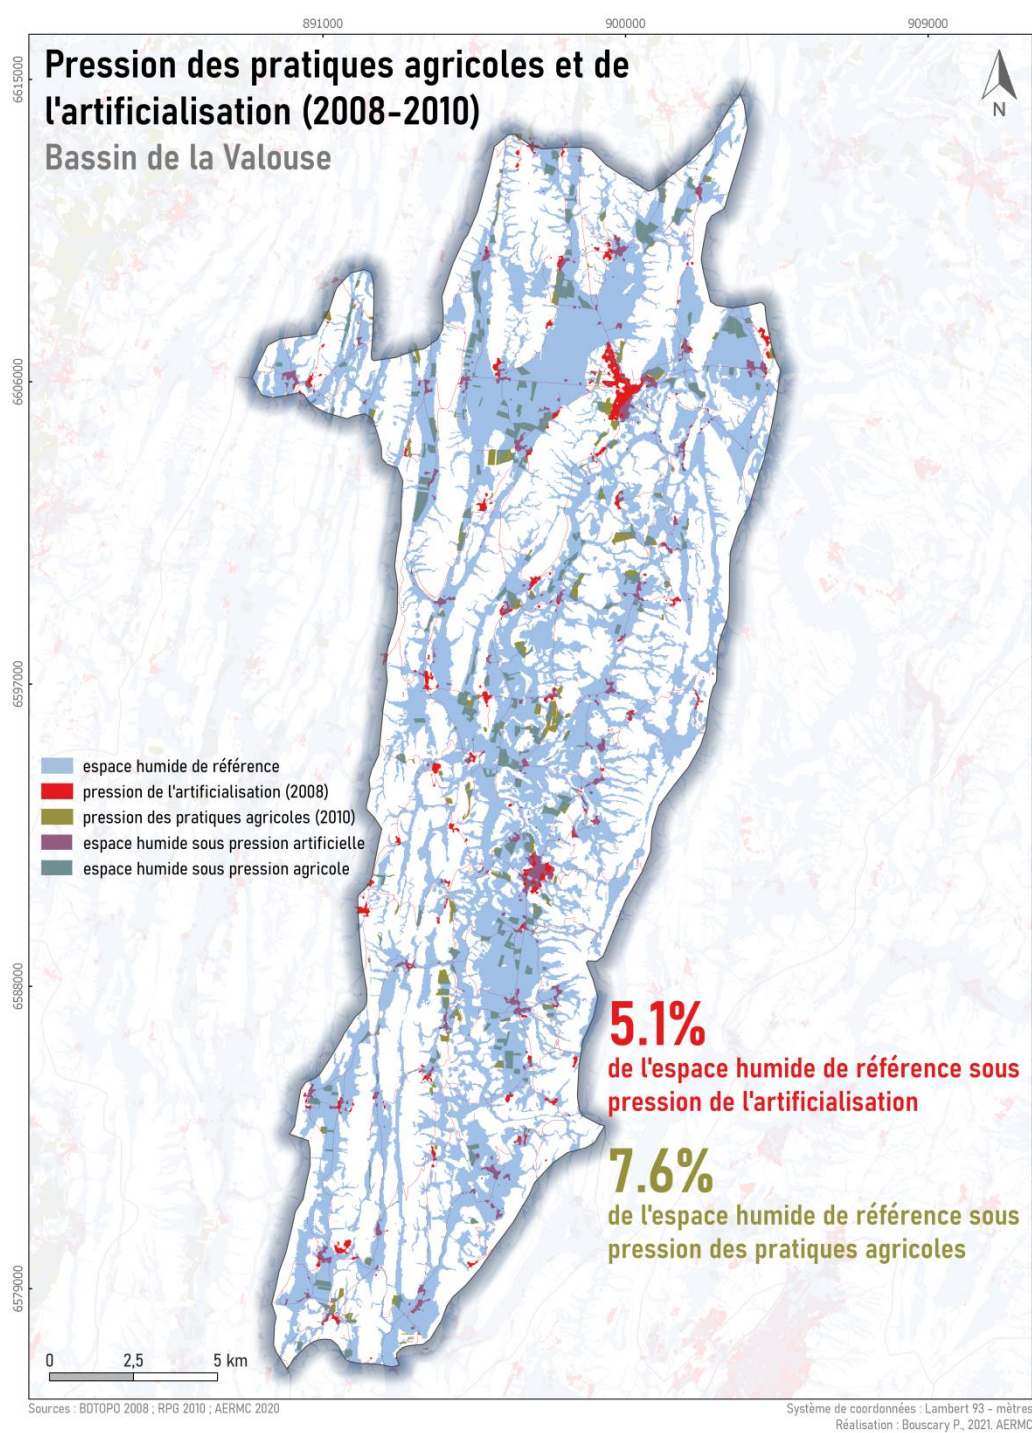 891000
900000
909000
6615000
6606000
6597000
6588000
6579000
Pression des pratiques agricoles et de
l'artificialisation (2008-2010)
Bassin de la Valouse
N
espace humide de référence
pression de l'artificialisation (2008)
pression des pratiques agricoles (2010)
espace humide sous pression artificielle
espace humide sous pression agricole
5.1%
de l'espace humide de référence sous
pression de l'artificialisation
7.6%
de l'espace humide de référence sous
pression des pratiques agricoles
0 2,5 5 km
Sources : BDTOPO 2008 ; RPG 2010 ; AERMC 2020
Système de coordonnées : Lambert 93 - mètres
Réalisation : Bouscary P., 2021. AERMC